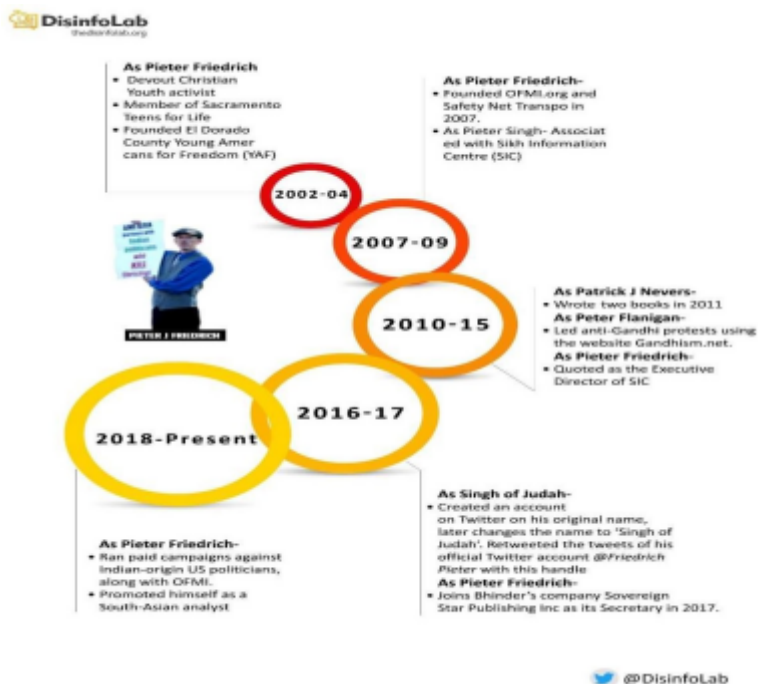 DisinfoLab
thedisinfolab.org
As Pieter Friedrich
• Devout Christian
Youth activist
• Member of Sacramento
Teens for Life
• Founded El Dorado
County Young Amer
cans for Freedom (YAF)
As Pieter Friedrich-
• Founded OFMI.org and
Safety Net Transpo in
2007.
• As Pieter Singh- Associat
ed with Sikh Information
Centre (SIC)
2002-04
2007-09
2010-15
2016-17
2018-Present
PIETER J FRIEDRICH
As Patrick J Nevers-
• Wrote two books in 2011
As Peter Flanigan-
• Led anti-Gandhi protests using
the website Gandhism.net.
As Pieter Friedrich-
• Quoted as the Executive
Director of SIC
As Singh of Judah-
• Created an account
on Twitter on his original name,
later changes the name to ‘Singh of
Judah’. Retweeted the tweets of his
official Twitter account @Friedrich
Pieter with this handle
As Pieter Friedrich-
• Joins Bhinder's company Sovereign
Star Publishing Inc as its Secretary in 2017.
As Pieter Friedrich-
• Ran paid campaigns against
Indian-origin US politicians,
along with OFMI.
• Promoted himself as a
South-Asian analyst
@DisinfoLab